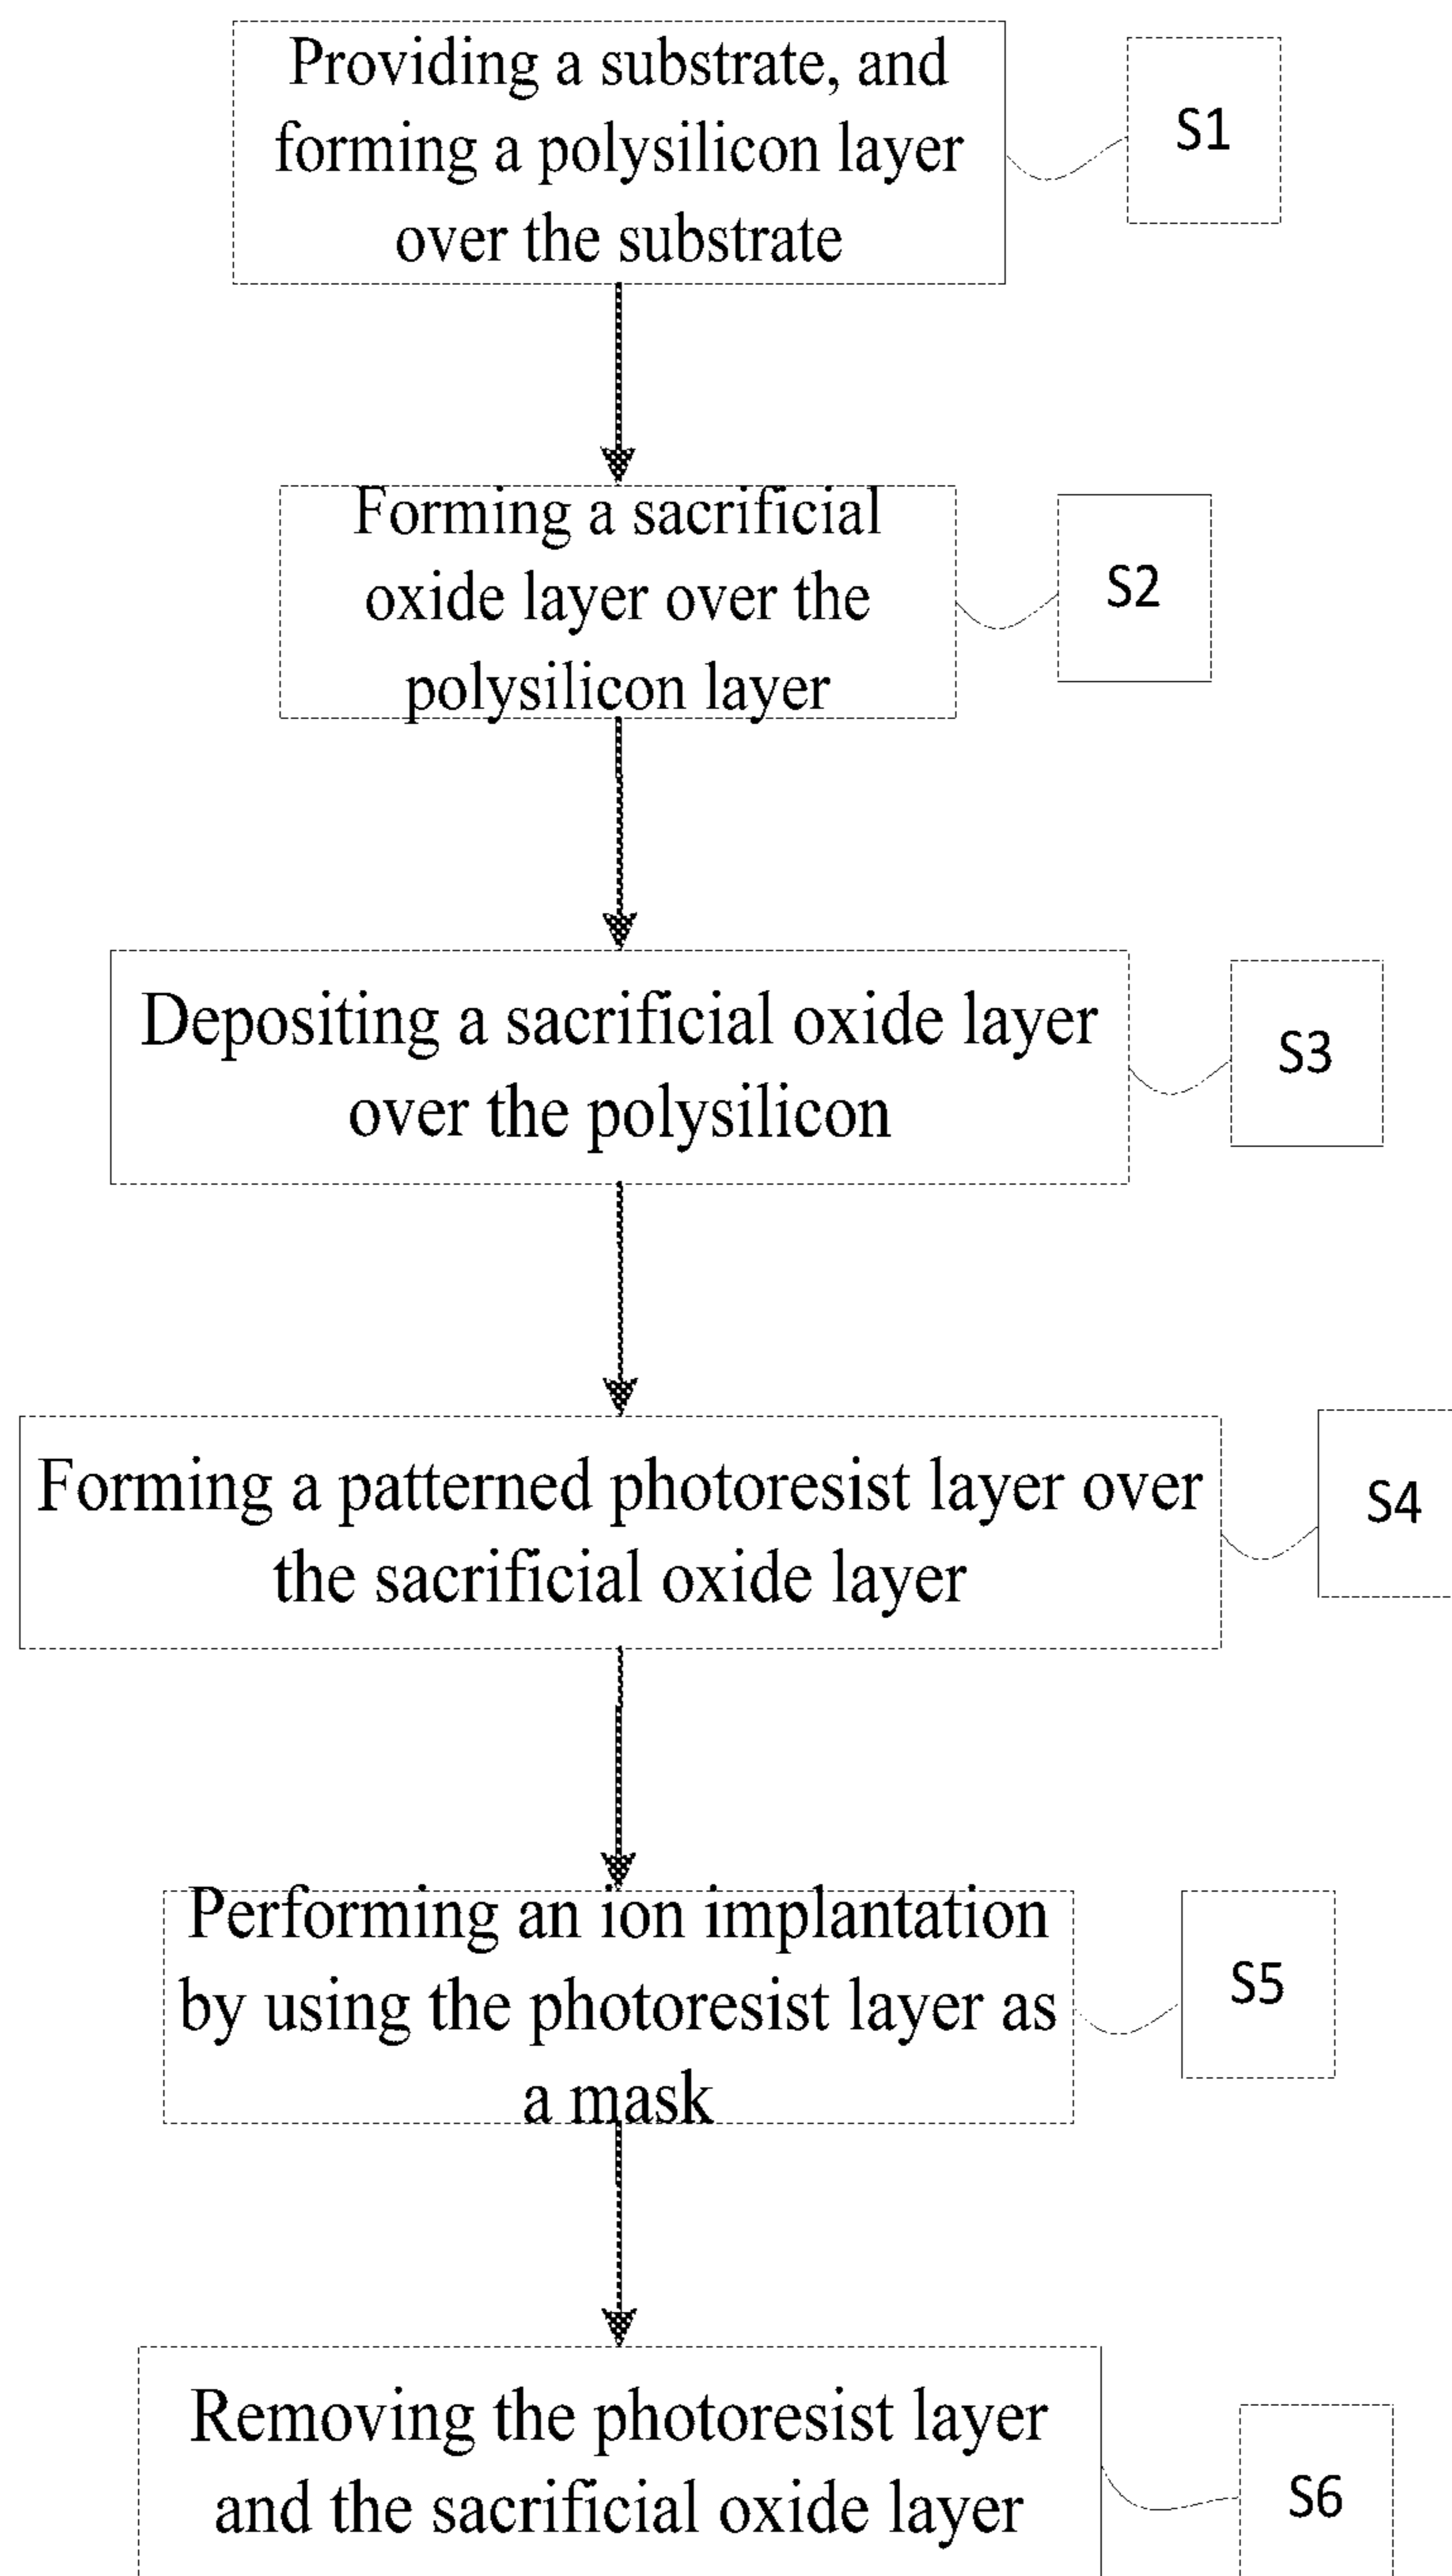 Providing a substrate, and
forming a polysilicon layer
over the substrate
S1
Forming a sacrificial
oxide layer over the
polysilicon layer
S2
Depositing a sacrificial oxide layer
over the polysilicon
S3
Forming a patterned photoresist layer over
the sacrificial oxide layer
S4
Performing an ion implantation
by using the photoresist layer as
a mask
S5
Removing the photoresist layer
and the sacrificial oxide layer
S6